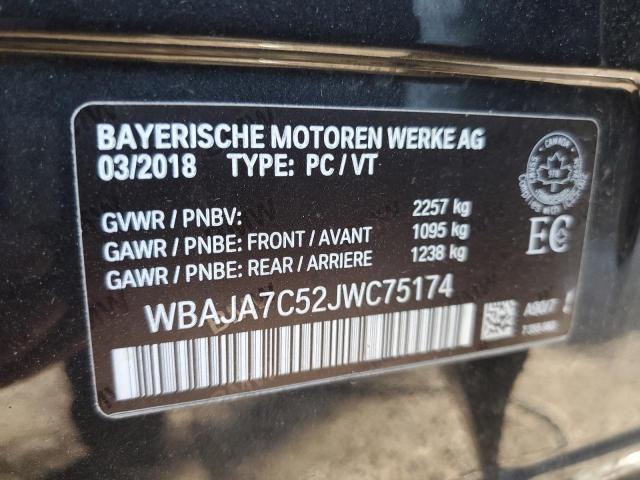 BAYERISCHE MOTOREN WERKE AG
03/2018 TYPE: PC / VT
GVWR / PNBV: 2257 kg
GAWR / PNBE: FRONT / AVANT 1095 kg
GAWR / PNBE: REAR / ARRIERE 1238 kg
CANADA
EC
WBAJA7C52JWC75174